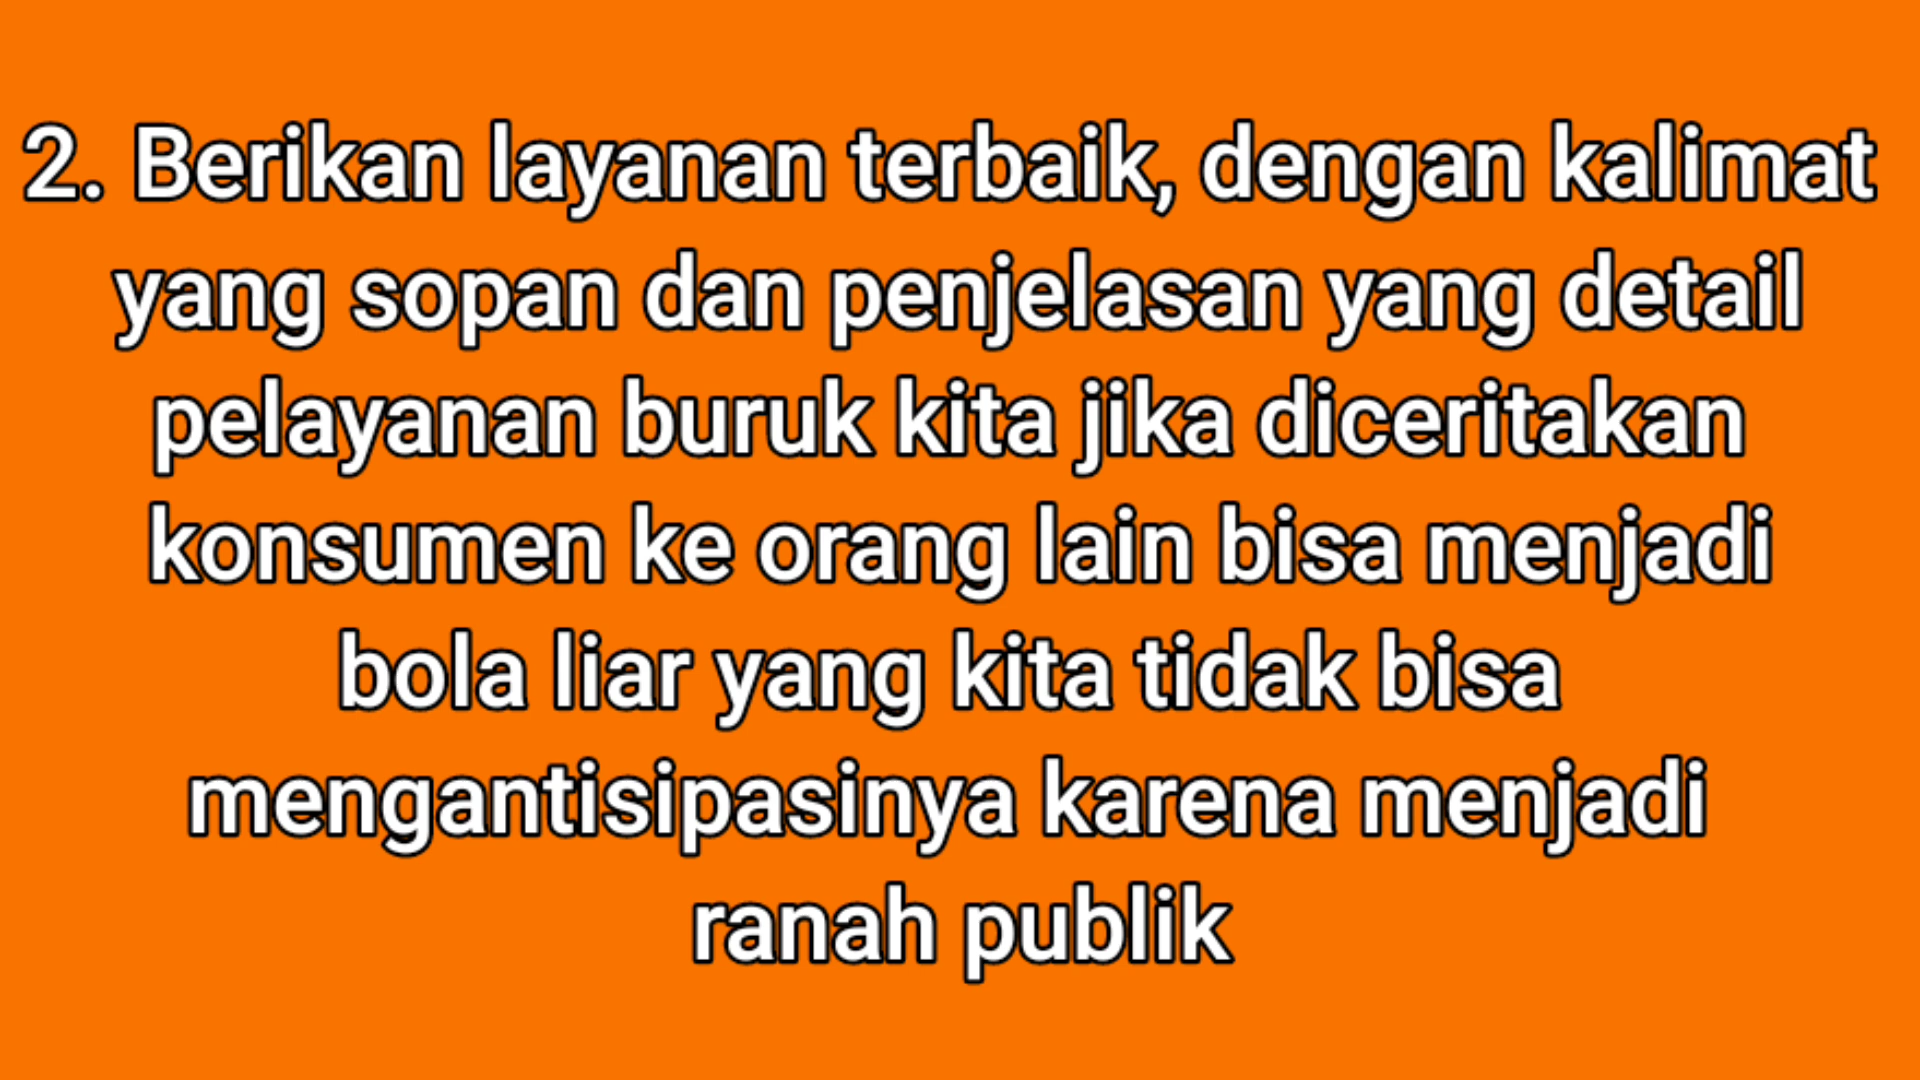 2. Berikan layanan terbaik, dengan kalimat
yang sopan dan penjelasan yang detail
pelayanan buruk kita jika diceritakan
konsumen ke orang lain bisa menjadi
bola liar yang kita tidak bisa
mengantisipasinya karena menjadi
ranah publik